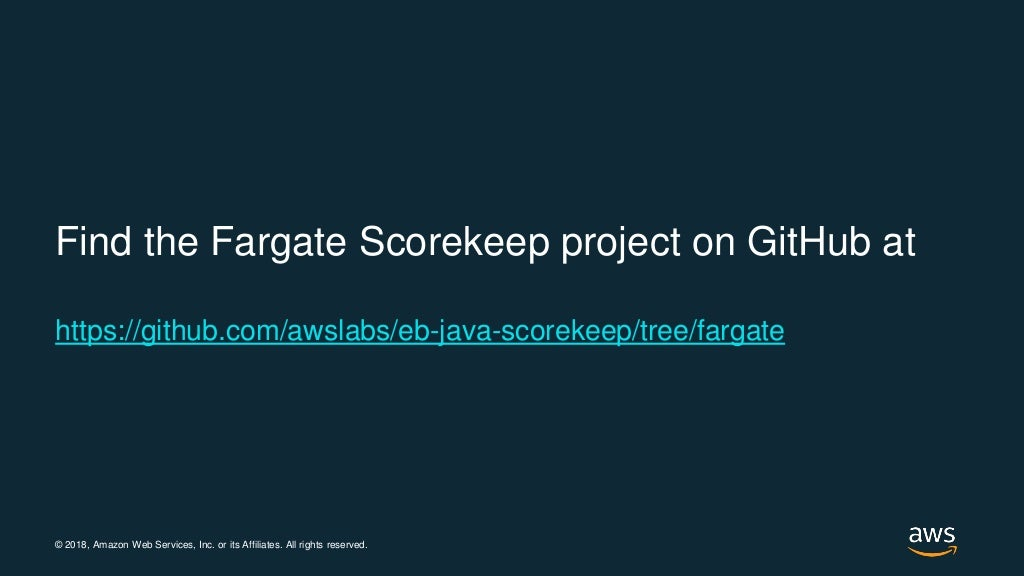 Find the Fargate Scorekeep project on GitHub at
https://github.com/awslabs/eb-java-scorekeep/tree/fargate
© 2018, Amazon Web Services, Inc. or its Affiliates. All rights reserved.
aws